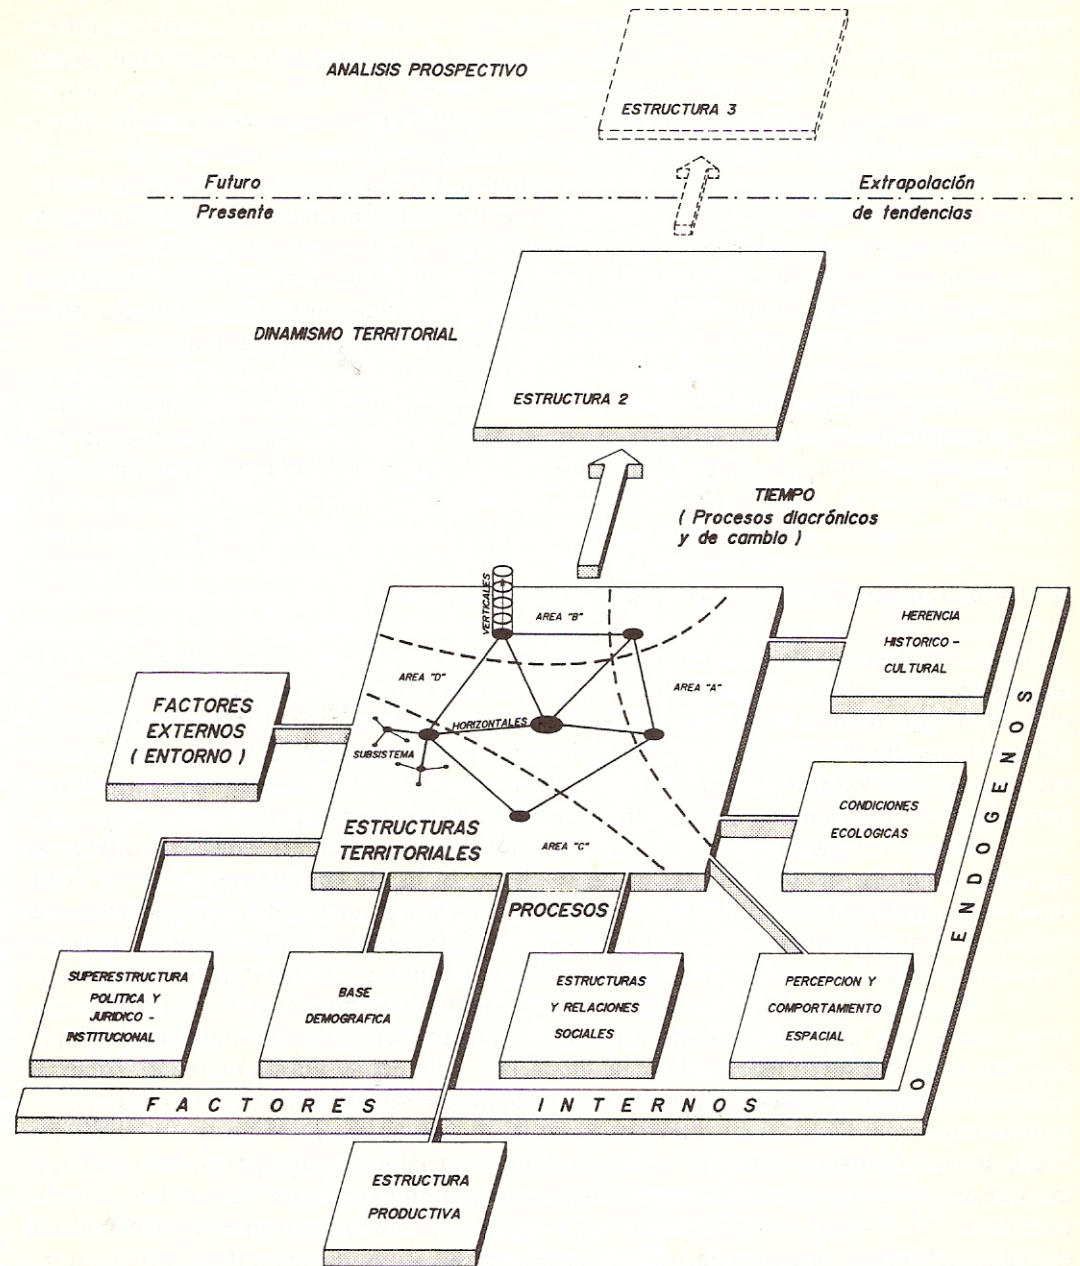 ANALISIS PROSPECTIVO
ESTRUCTURA 3
Futuro
Presente
Extrapolación
de tendencias
DINAMISMO TERRITORIAL
ESTRUCTURA 2
TIEMPO
( Procesos diacrónicos
y de cambio )
VERTICALES
AREA "B"
AREA "D"
AREA "A"
HORIZONTALES
SUBSISTEMA
AREA "C"
ESTRUCTURAS
TERRITORIALES
PROCESOS
FACTORES
EXTERNOS
( ENTORNO )
HERENCIA
HISTORICO -
CULTURAL
CONDICIONES
ECOLOGICAS
SUPERESTRUCTURA
POLITICA Y
JURIDICO -
INSTITUCIONAL
BASE
DEMOGRAFICA
ESTRUCTURAS
Y RELACIONES
SOCIALES
PERCEPCION Y
COMPORTAMIENTO
ESPACIAL
FACTORES INTERNOS
O ENDOGENOS
ESTRUCTURA
PRODUCTIVA